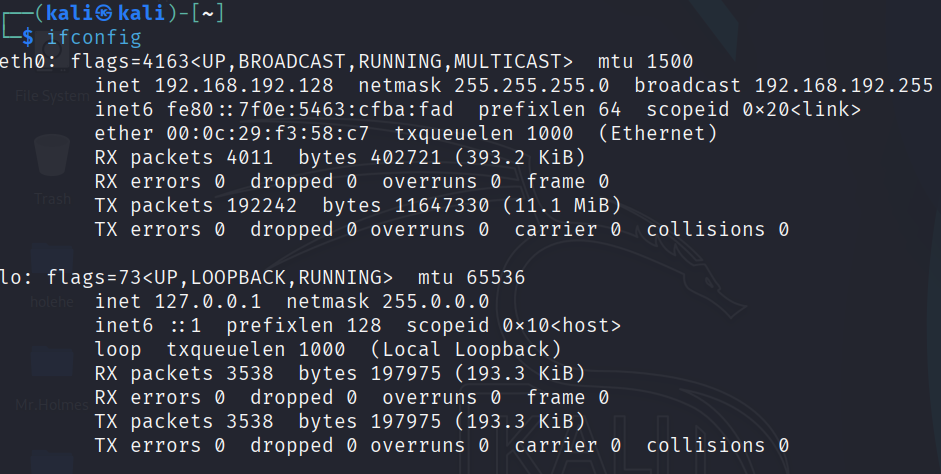 ┌──(kali㉿kali)-[~]
└─$ ifconfig
eth0: flags=4163<UP,BROADCAST,RUNNING,MULTICAST>  mtu 1500
        inet 192.168.192.128  netmask 255.255.255.0  broadcast 192.168.192.255
        inet6 fe80::7f0e:5463:cfba:fad  prefixlen 64  scopeid 0×20<link>
        ether 00:0c:29:f3:58:c7  txqueuelen 1000  (Ethernet)
        RX packets 4011  bytes 402721 (393.2 KiB)
        RX errors 0  dropped 0  overruns 0  frame 0
        TX packets 192242  bytes 11647330 (11.1 MiB)
        TX errors 0  dropped 0 overruns 0  carrier 0  collisions 0

lo: flags=73<UP,LOOPBACK,RUNNING>  mtu 65536
        inet 127.0.0.1  netmask 255.0.0.0
        inet6 ::1  prefixlen 128  scopeid 0×10<host>
        loop  txqueuelen 1000  (Local Loopback)
        RX packets 3538  bytes 197975 (193.3 KiB)
        RX errors 0  dropped 0  overruns 0  frame 0
        TX packets 3538  bytes 197975 (193.3 KiB)
        TX errors 0  dropped 0 overruns 0  carrier 0  collisions 0
File System
Trash
holehe
Mr.Holmes
KALI